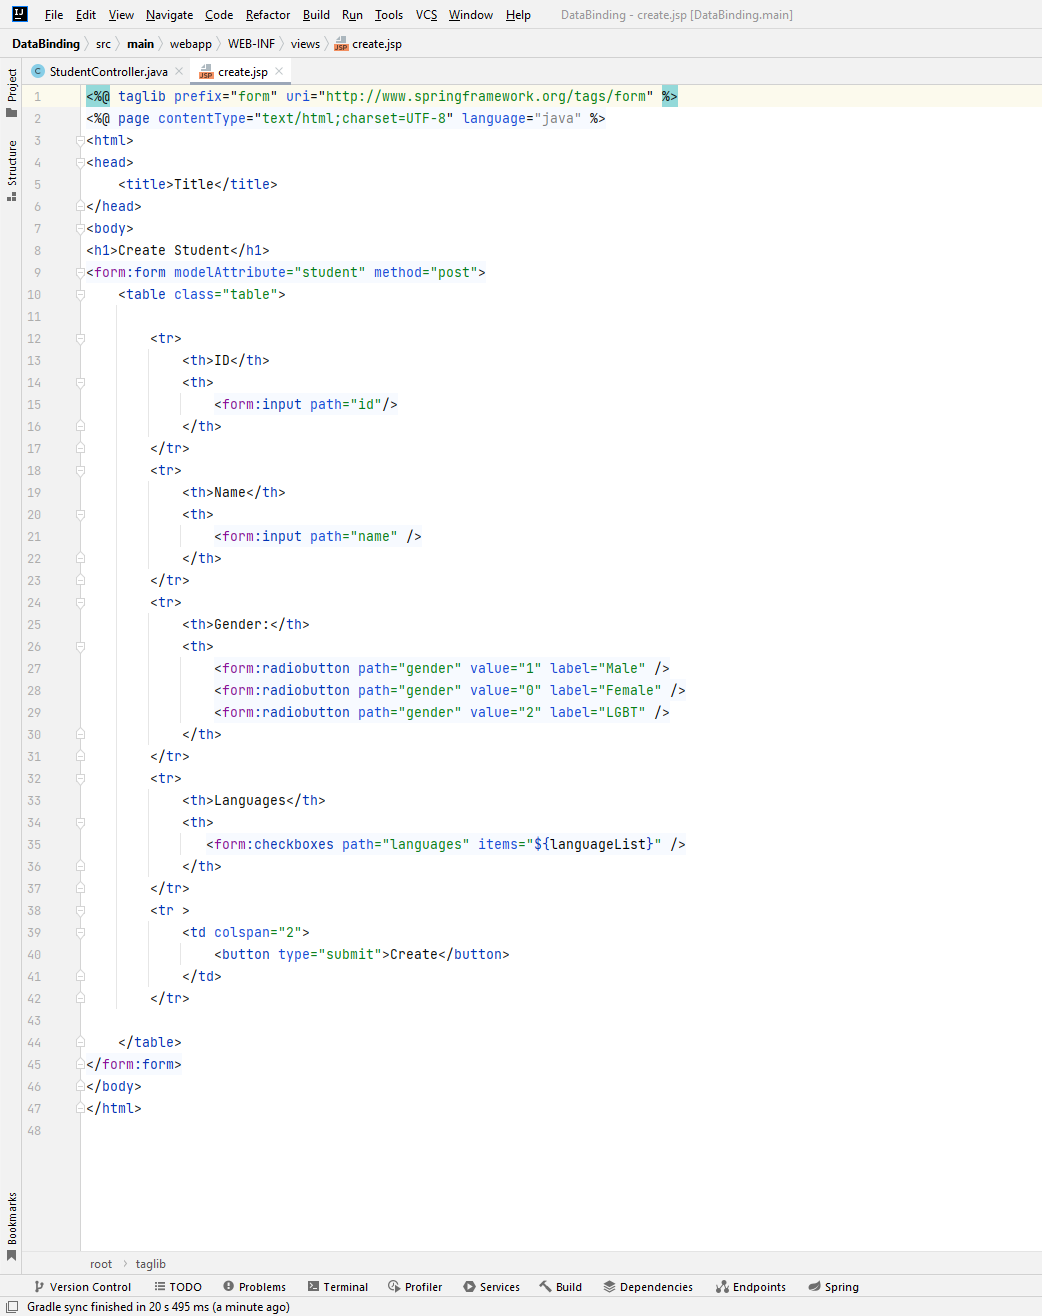 IJ File Edit View Navigate Code Refactor Build Run Tools VCS Window Help DataBinding - create.jsp [DataBinding.main]
DataBinding src main webapp WEB-INF views JSP create.jsp
C StudentController.java JSP create.jsp
Project
Structure
Bookmarks
1 <%@ taglib prefix="form" uri="http://www.springframework.org/tags/form" %>
2 <%@ page contentType="text/html;charset=UTF-8" language="java" %>
3 <html>
4 <head>
5     <title>Title</title>
6 </head>
7 <body>
8 <h1>Create Student</h1>
9 <form:form modelAttribute="student" method="post">
10     <table class="table">
11
12         <tr>
13             <th>ID</th>
14             <th>
15                 <form:input path="id"/>
16             </th>
17         </tr>
18         <tr>
19             <th>Name</th>
20             <th>
21                 <form:input path="name" />
22             </th>
23         </tr>
24         <tr>
25             <th>Gender:</th>
26             <th>
27                 <form:radiobutton path="gender" value="1" label="Male" />
28                 <form:radiobutton path="gender" value="0" label="Female" />
29                 <form:radiobutton path="gender" value="2" label="LGBT" />
30             </th>
31         </tr>
32         <tr>
33             <th>Languages</th>
34             <th>
35                <form:checkboxes path="languages" items="${languageList}" />
36             </th>
37         </tr>
38         <tr >
39             <td colspan="2">
40                 <button type="submit">Create</button>
41             </td>
42         </tr>
43
44     </table>
45 </form:form>
46 </body>
47 </html>
48
root taglib
Version Control TODO Problems Terminal Profiler Services Build Dependencies Endpoints Spring
Gradle sync finished in 20 s 495 ms (a minute ago)